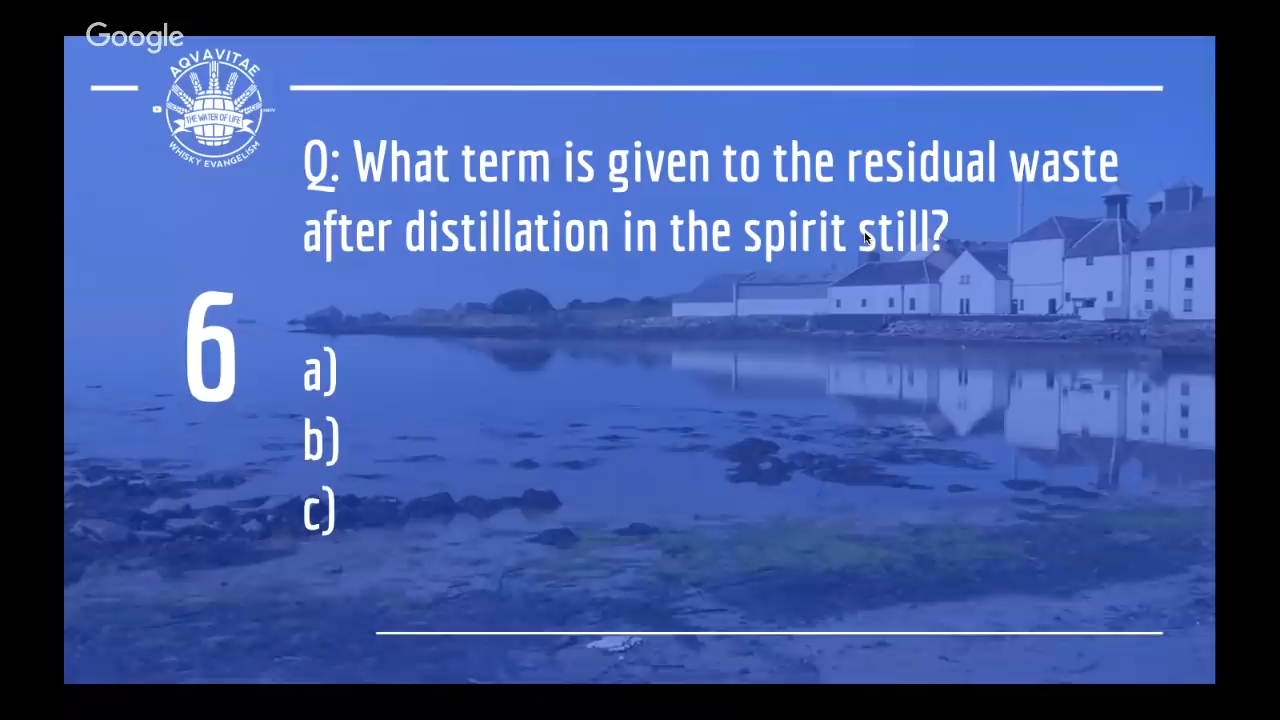 Google
AQVAVITAE
THE WATER OF LIFE
WHISKY EVANGELISM
Q: What term is given to the residual waste
after distillation in the spirit still?
6
a)
b)
c)